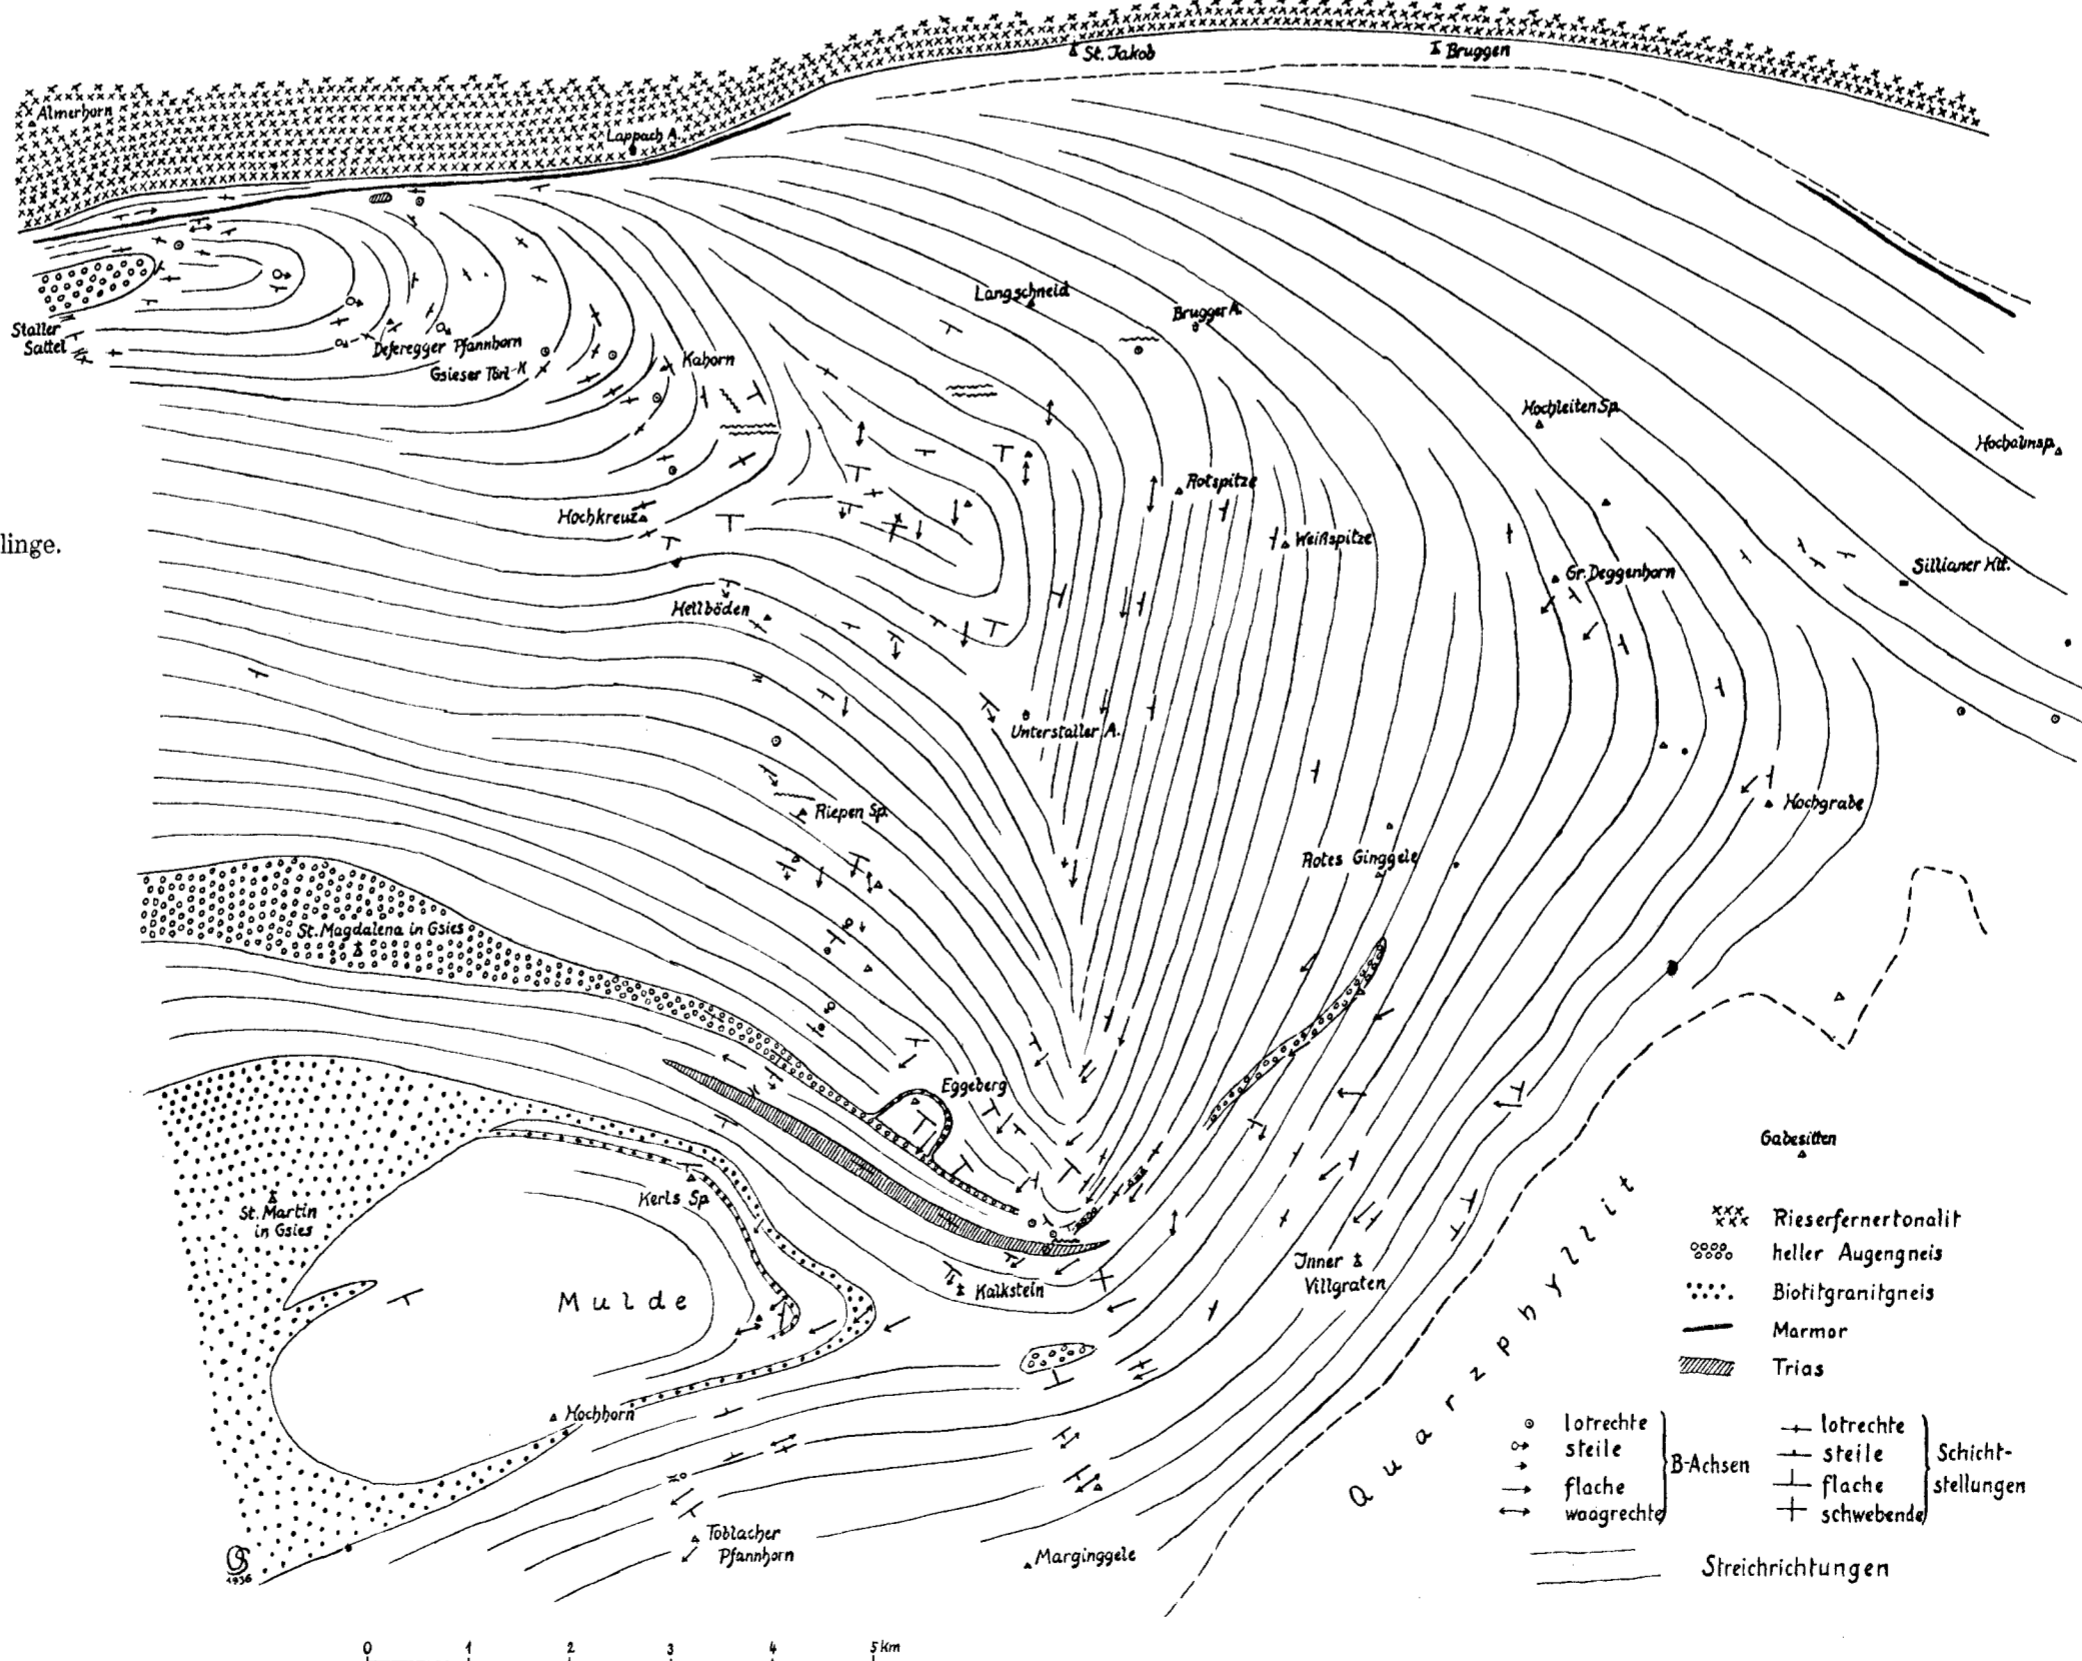 St. Jakob
Bruggen
Almerhorn
Lappach A.
Langschneid
Brugger A.
Staller
Sattel
Deferegger Pfannhorn
Gsieser Törl
Kahorn
Hochleiten Sp.
Hochalmsp.
Rotspitze
Hochkreuz
linge.
Weißspitze
Gr. Deggenhorn
Sillianer Htt.
Hellböden
Unterstaller A.
Riepen Sp.
Hochgrabe
Rotes Ginggele
St. Magdalena in Gsies
Eggeberg
Gabesitten
Kerls Sp.
St. Martin
in Gsies
Rieserfernertonalit
heller Augengneis
Biotitgranitgneis
Marmor
Trias
Inner
Villgraten
Kalkstein
Mulde
Quarzphyllit
Hochhorn
lotrechte
steile
flache
waagrechte
B-Achsen
lotrechte
steile
flache
schwebende
Schicht-
stellungen
Toblacher
Pfannhorn
Marginggele
Streichrichtungen
1936
0 1 2 3 4 5 km